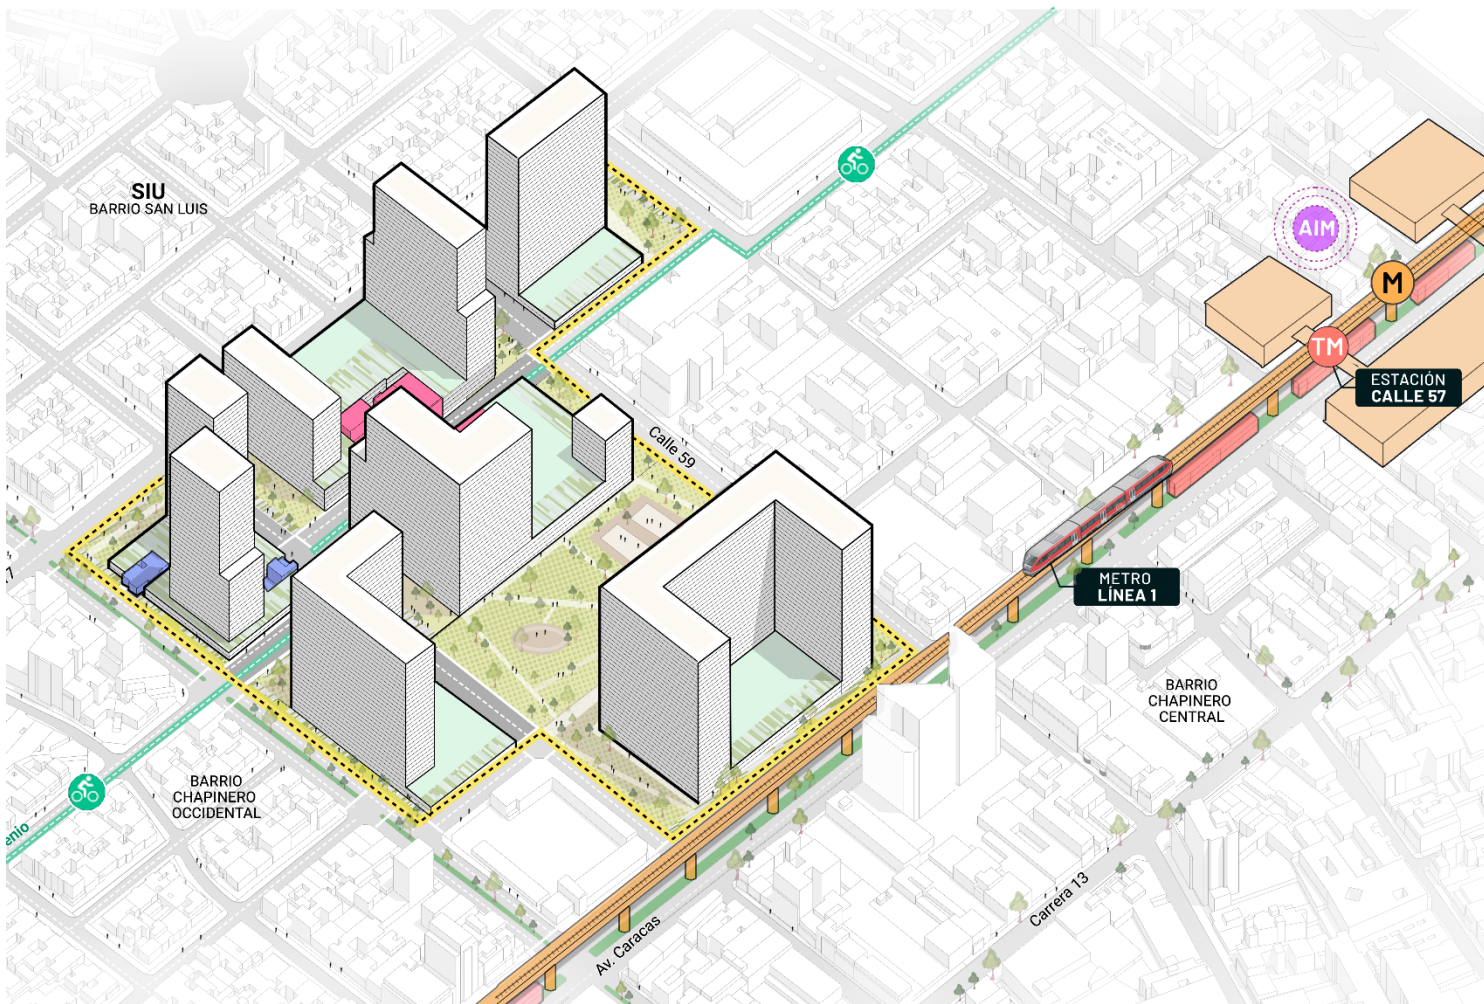 SIU
BARRIO SAN LUIS
AIM
M
TM
ESTACIÓN
CALLE 57
Calle 59
METRO
LÍNEA 1
BARRIO
CHAPINERO
CENTRAL
BARRIO
CHAPINERO
OCCIDENTAL
enio
Av. Caracas
Carrera 13